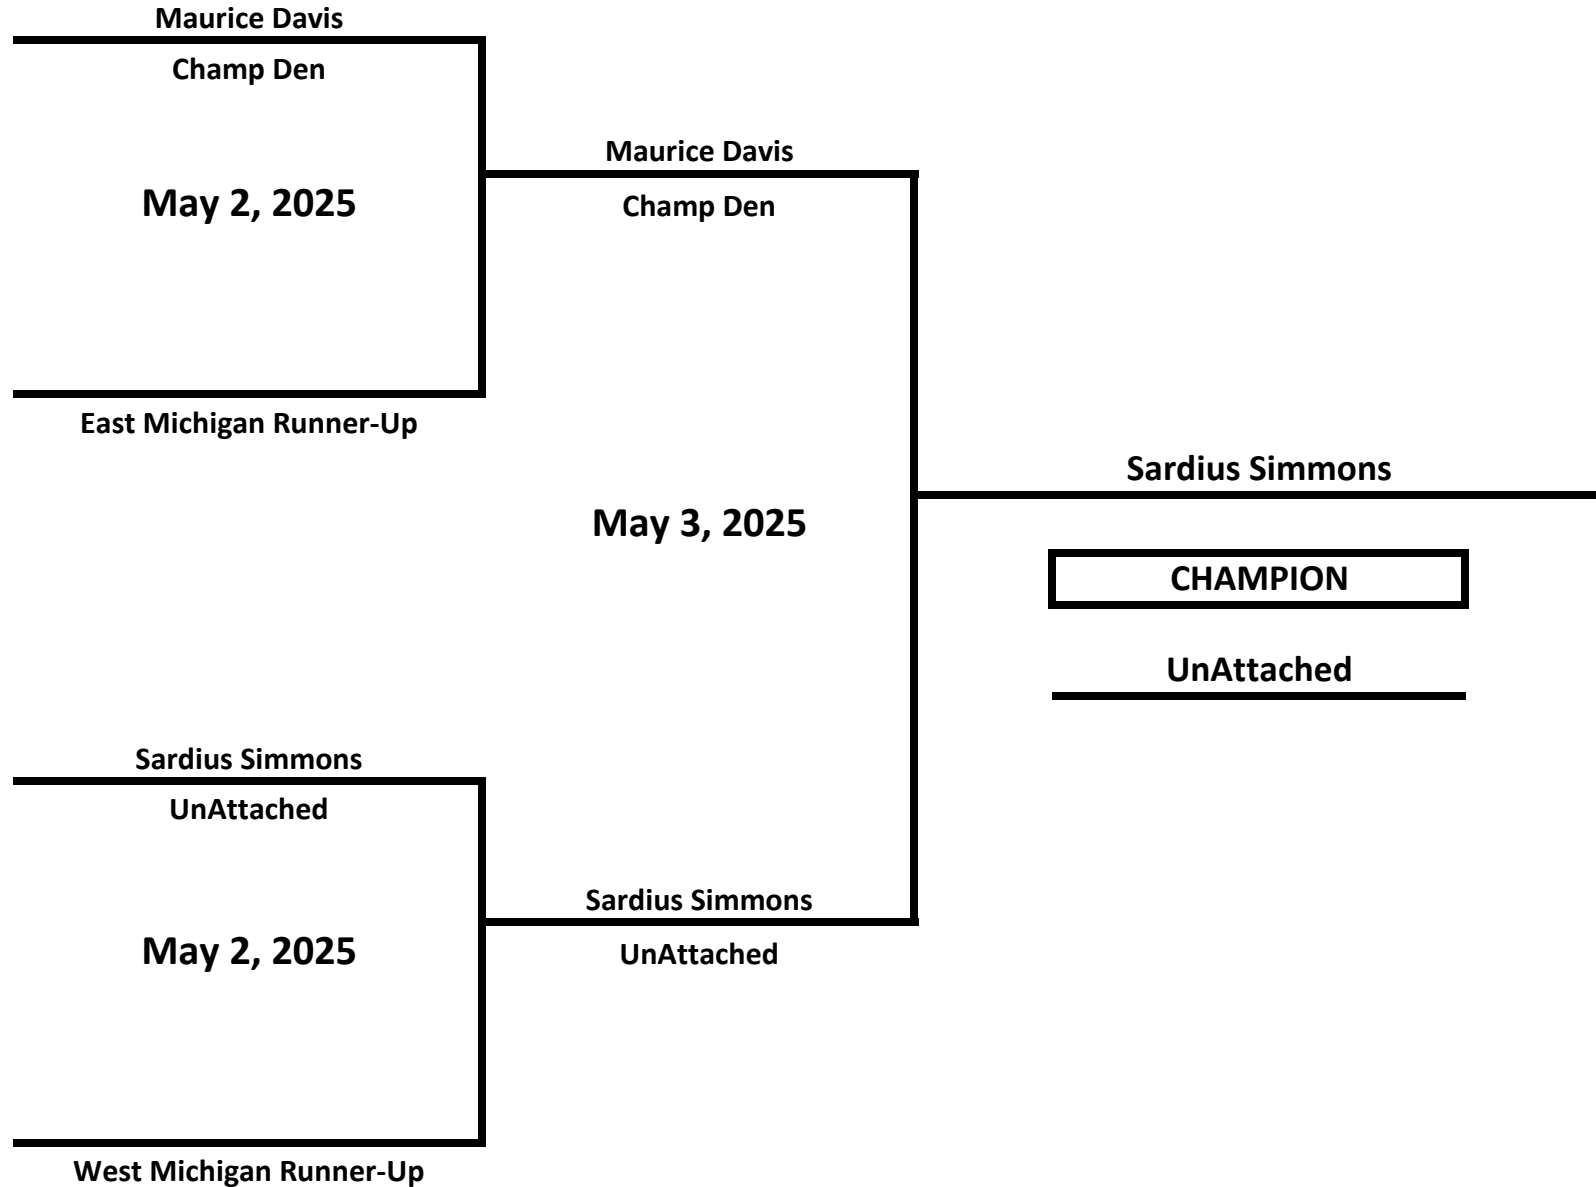 Maurice Davis
Champ Den
May 2, 2025
East Michigan Runner-Up
Maurice Davis
Champ Den
May 3, 2025
Sardius Simmons
CHAMPION
UnAttached
Sardius Simmons
UnAttached
May 2, 2025
West Michigan Runner-Up
Sardius Simmons
UnAttached